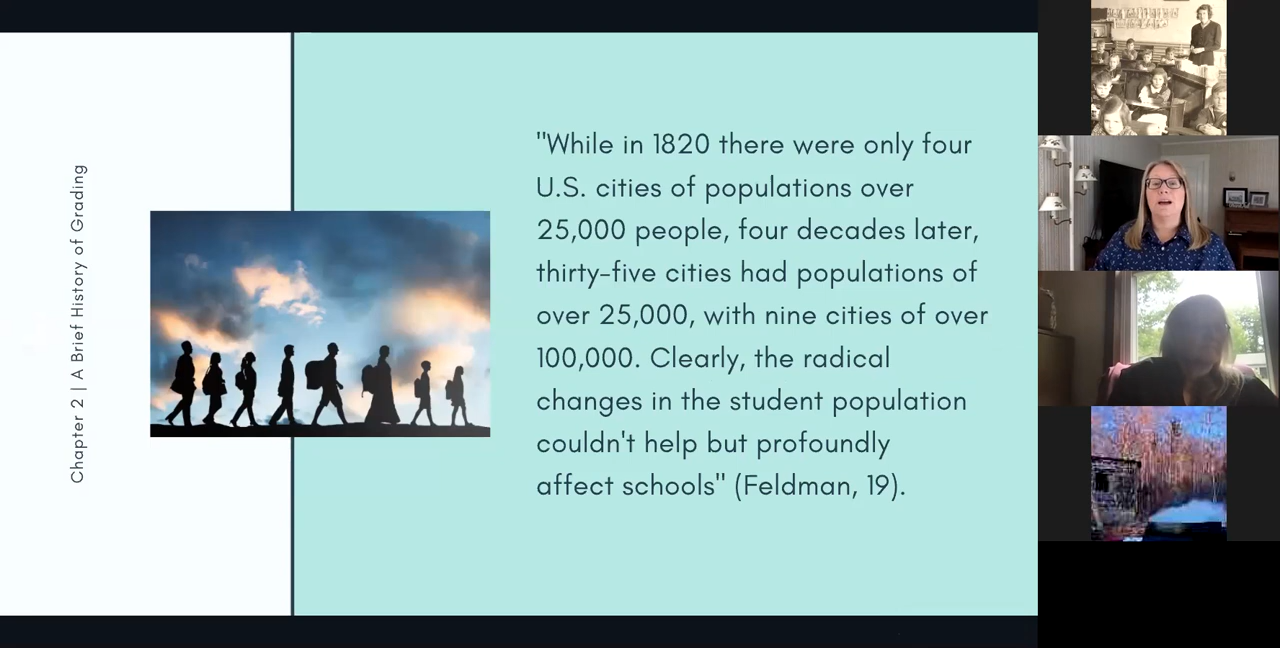 Chapter 2 | A Brief History of Grading
"While in 1820 there were only four
U.S. cities of populations over
25,000 people, four decades later,
thirty-five cities had populations of
over 25,000, with nine cities of over
100,000. Clearly, the radical
changes in the student population
couldn't help but profoundly
affect schools" (Feldman, 19).